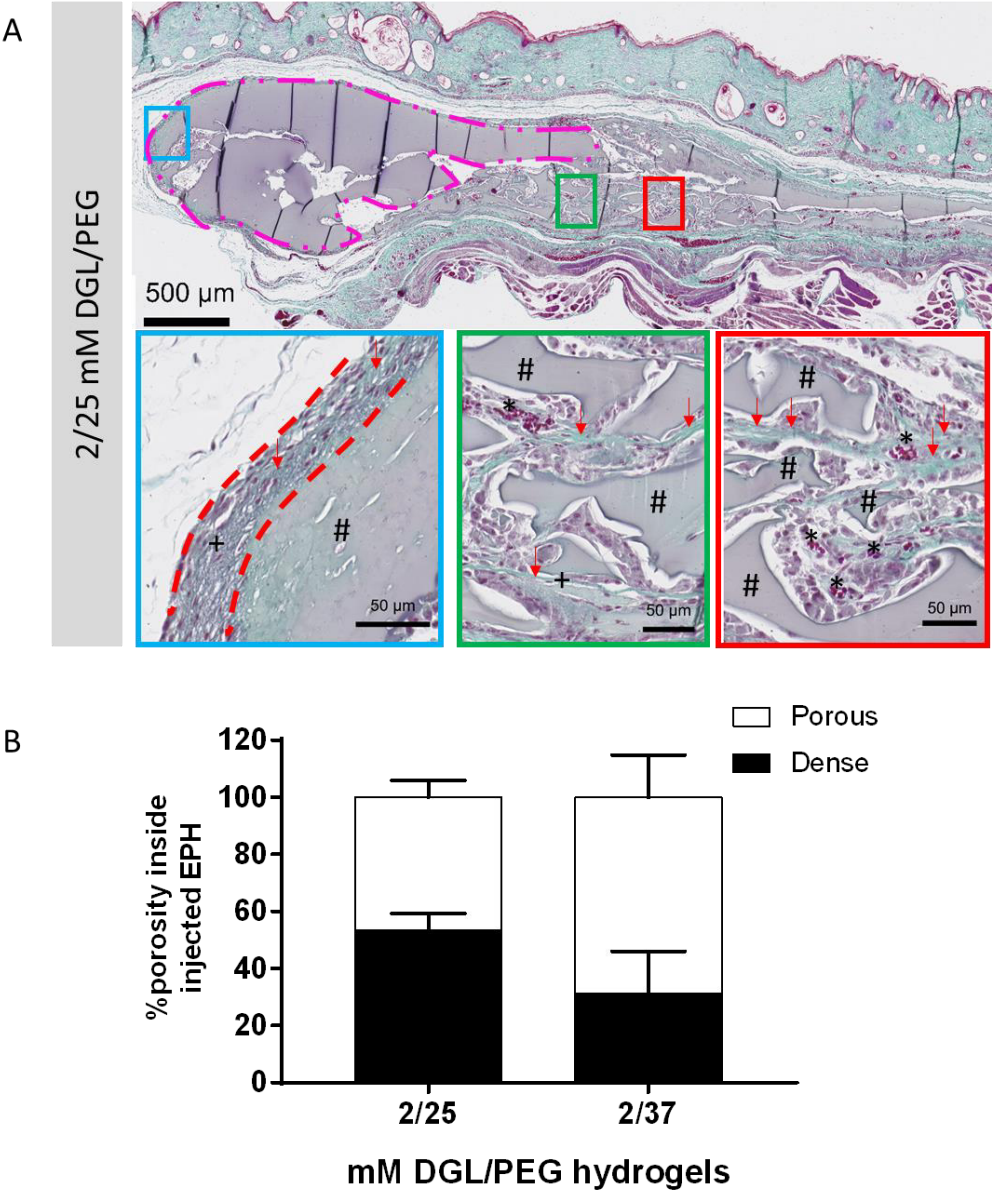 A
2/25 mM DGL/PEG
500 µm
#
+
50 µm
#
*
#
+
50 µm
#
*
#
#
*
*
#
*
50 µm
B
Porous
Dense
%porosity inside
injected EPH
120
100
80
60
40
20
0
2/25
2/37
mM DGL/PEG hydrogels